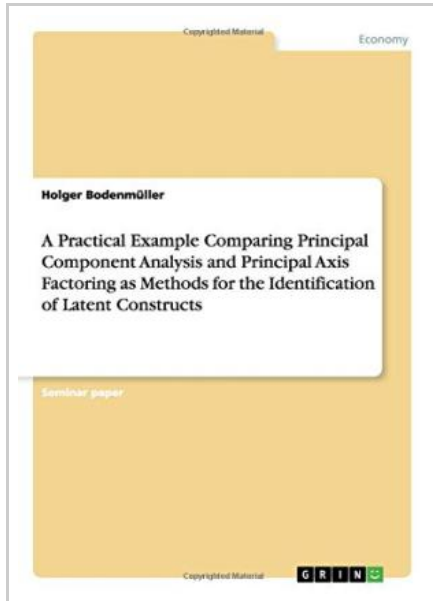 Copyrighted Material
Economy
Holger Bodenmüller
A Practical Example Comparing Principal
Component Analysis and Principal Axis
Factoring as Methods for the Identification
of Latent Constructs
Seminar paper
Copyrighted Material
GRIN